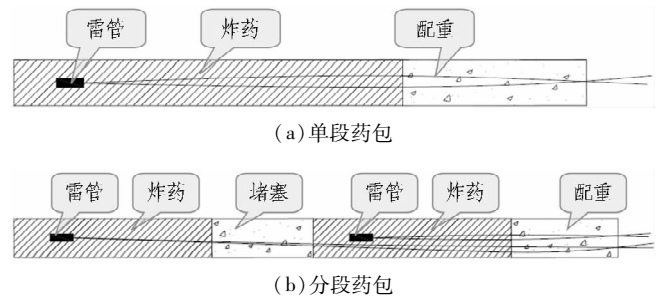 雷管 炸药 配重
(a)单段药包
雷管 炸药 堵塞 雷管 炸药 配重
(b)分段药包